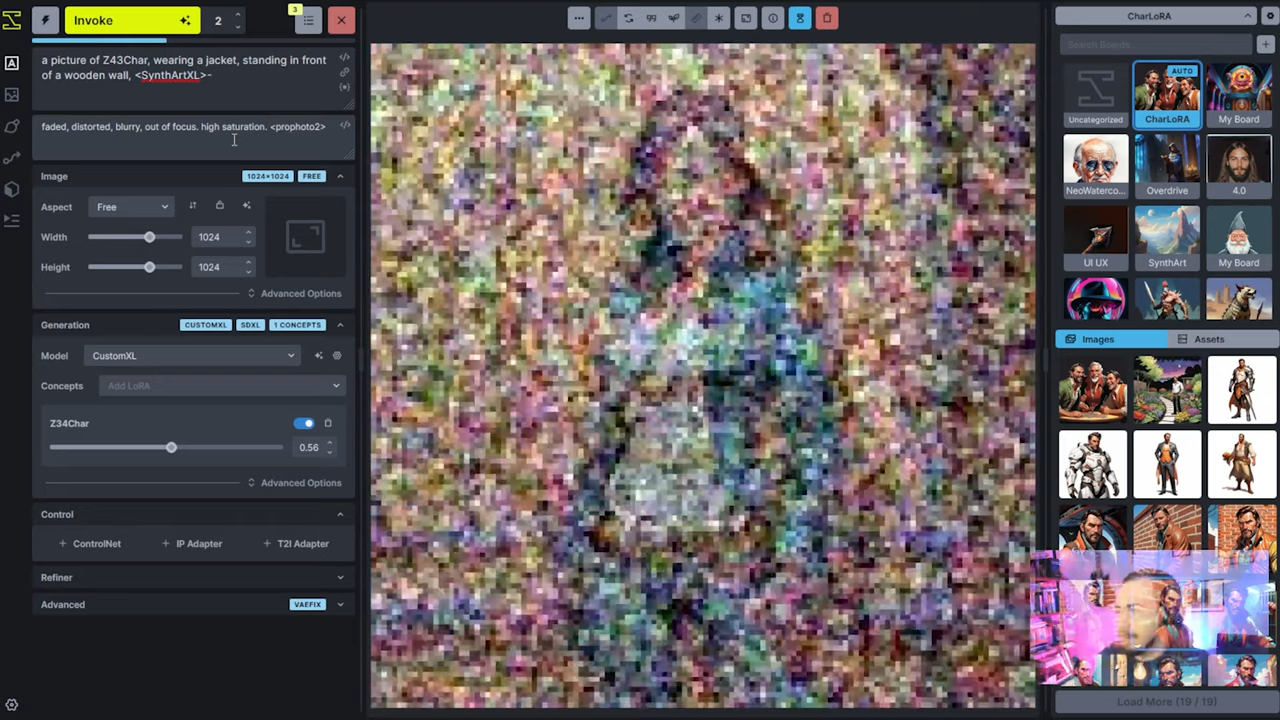 Invoke
2
3
CharLoRA
a picture of Z43Char, wearing a jacket, standing in front
of a wooden wall, <SynthArtXL>-
faded, distorted, blurry, out of focus. high saturation. <prophoto2>
Image
1024×1024
FREE
Aspect
Free
Width
1024
Height
1024
Advanced Options
Generation
CUSTOMXL
SDXL
1 CONCEPTS
Model
CustomXL
Concepts
Add LoRA
Z34Char
0.56
Advanced Options
Control
+ ControlNet
+ IP Adapter
+ T2I Adapter
Refiner
Advanced
VAEFIX
Search Boards...
Uncategorized
AUTO
CharLoRA
My Board
NeoWaterco...
Overdrive
4.0
UI UX
SynthArt
My Board
Images
Assets
Load More (19 / 19)